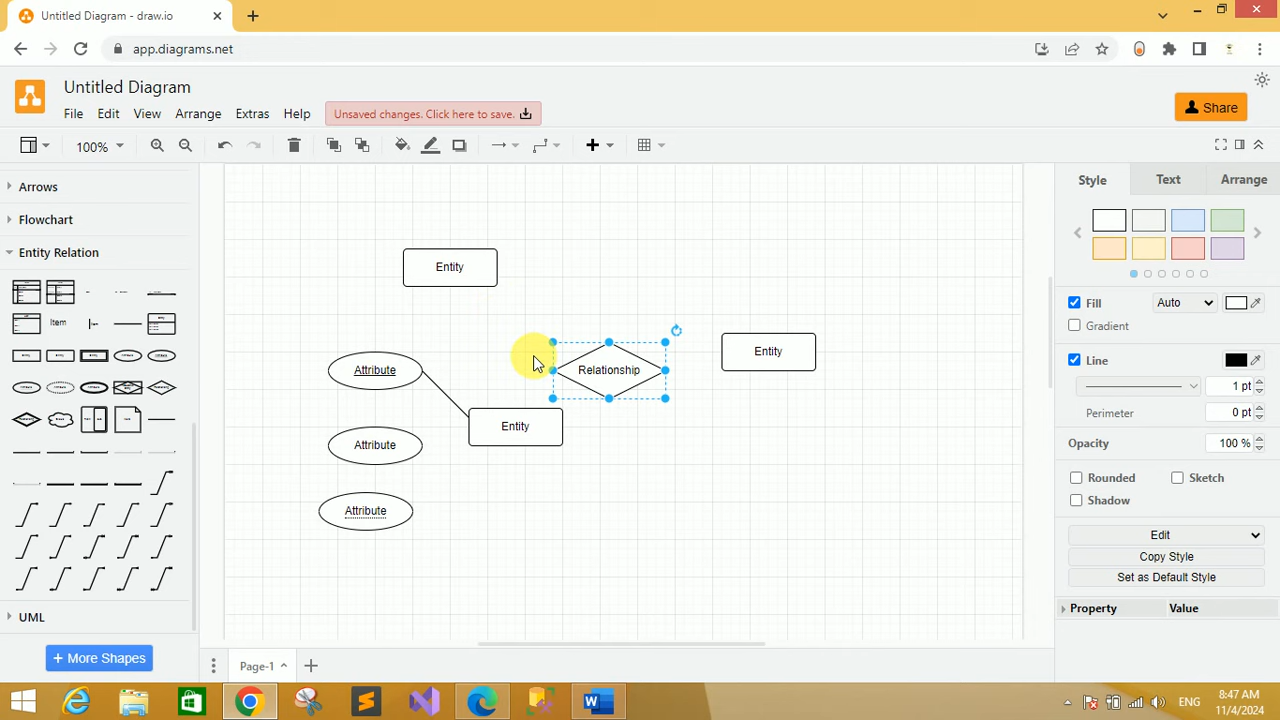 Untitled Diagram - draw.io
app.diagrams.net
Untitled Diagram
File Edit View Arrange Extras Help Unsaved changes. Click here to save.
Share
100%
Arrows
Flowchart
Entity Relation
Item
UML
+ More Shapes
Entity
Attribute
Relationship
Entity
Entity
Attribute
Attribute
Page-1
Style Text Arrange
Fill Auto
Gradient
Line
1 pt
Perimeter 0 pt
Opacity 100 %
Rounded Sketch
Shadow
Edit
Copy Style
Set as Default Style
Property Value
ENG
8:47 AM
11/4/2024